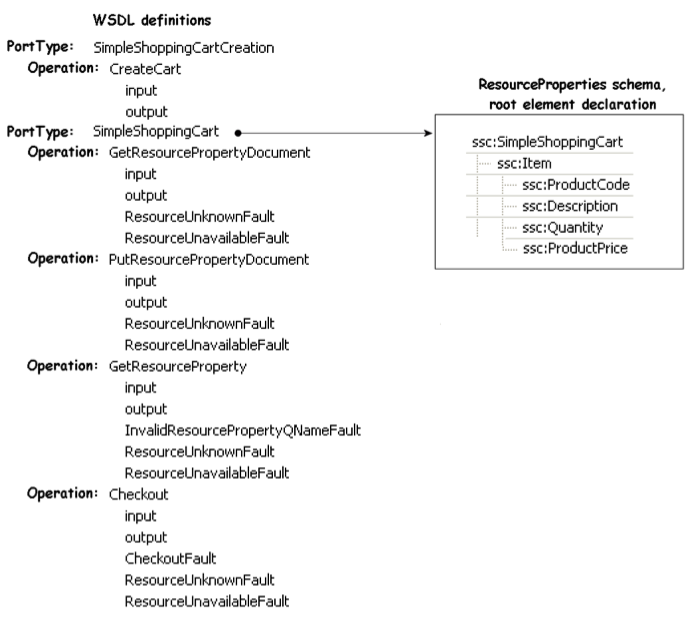 WSDL definitions
PortType: SimpleShoppingCartCreation
Operation: CreateCart
input
output
PortType: SimpleShoppingCart
Operation: GetResourcePropertyDocument
input
output
ResourceUnknownFault
ResourceUnavailableFault
Operation: PutResourcePropertyDocument
input
output
ResourceUnknownFault
ResourceUnavailableFault
Operation: GetResourceProperty
input
output
InvalidResourcePropertyQNameFault
ResourceUnknownFault
ResourceUnavailableFault
Operation: Checkout
input
output
CheckoutFault
ResourceUnknownFault
ResourceUnavailableFault
ResourceProperties schema,
root element declaration
ssc:SimpleShoppingCart
ssc:Item
ssc:ProductCode
ssc:Description
ssc:Quantity
ssc:ProductPrice